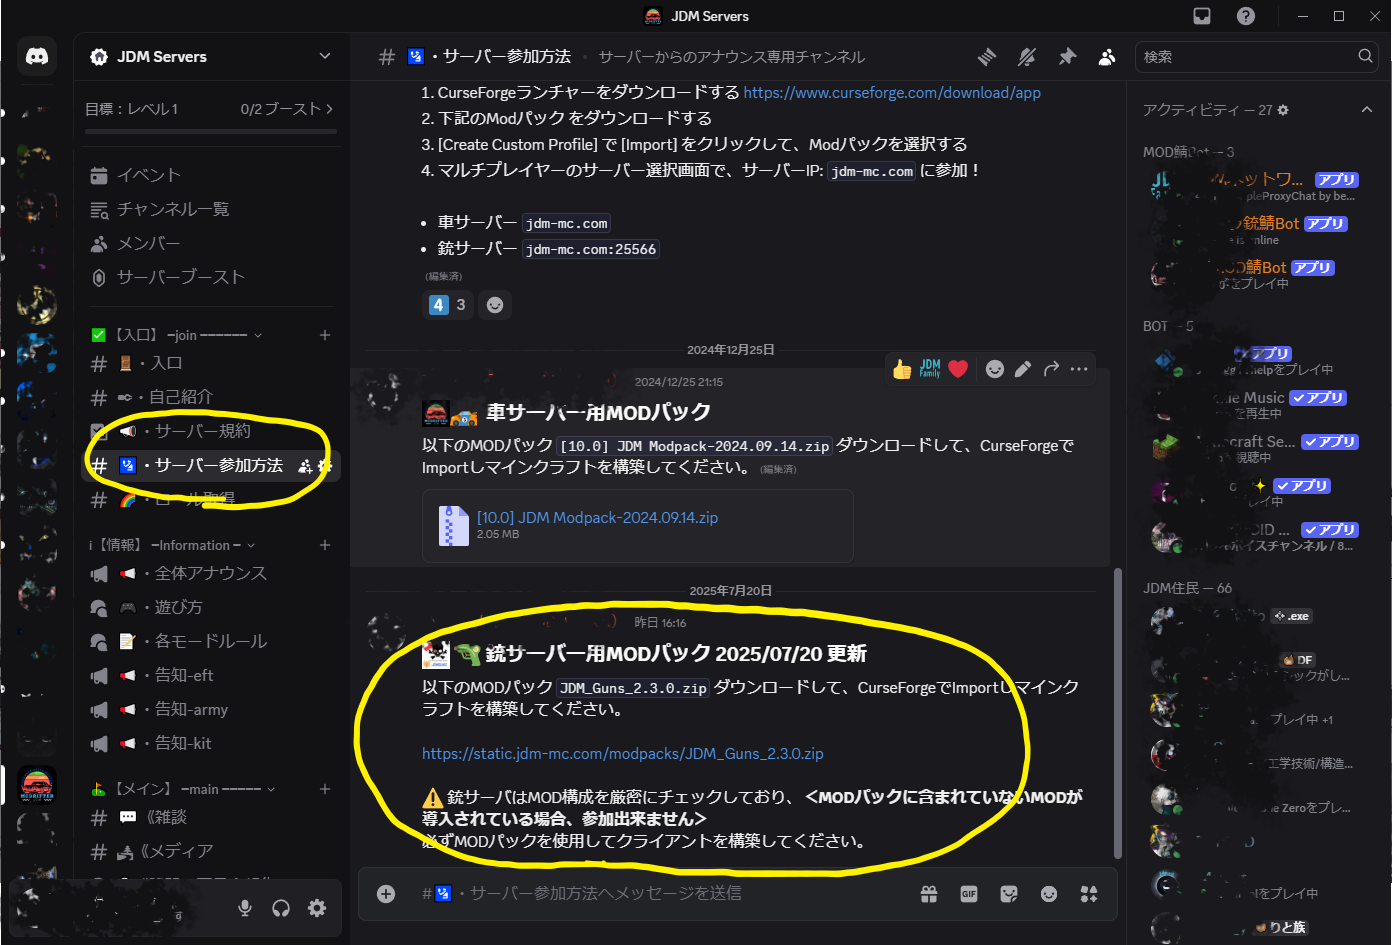 JDM Servers
JDM Servers
目標：レベル1
0/2 ブースト
イベント
チャンネル一覧
メンバー
サーバーブースト
【入口】 ─join ──────
・入口
・自己紹介
・サーバー規約
・サーバー参加方法
・ロール取得
i【情報】 ─Information ─
・全体アナウンス
・遊び方
・各モードルール
・告知-eft
・告知-army
・告知-kit
【メイン】 ─main ─────
《雑談
《メディア
・サーバー参加方法
サーバーからのアナウンス専用チャンネル
検索
1. CurseForgeランチャーをダウンロードする https://www.curseforge.com/download/app
2. 下記のModパック をダウンロードする
3. [Create Custom Profile] で [Import] をクリックして、Modパックを選択する
4. マルチプレイヤーのサーバー選択画面で、サーバーIP: jdm-mc.com に参加！
• 車サーバー jdm-mc.com
• 銃サーバー jdm-mc.com:25566
(編集済)
4 3
2024年12月25日
2024/12/25 21:15
JDM Family
車サーバー用MODパック
以下のMODパック [10.0] JDM Modpack-2024.09.14.zip ダウンロードして、CurseForgeで
Importしマインクラフトを構築してください。 (編集済)
[10.0] JDM Modpack-2024.09.14.zip
2.05 MB
2025年7月20日
昨日 16:16
銃サーバー用MODパック 2025/07/20 更新
以下のMODパック JDM_Guns_2.3.0.zip ダウンロードして、CurseForgeでImportしマインク
ラフトを構築してください。
https://static.jdm-mc.com/modpacks/JDM_Guns_2.3.0.zip
⚠ 銃サーバはMOD構成を厳密にチェックしており、<MODパックに含まれていないMODが
導入されている場合、参加出来ません>
必ずMODパックを使用してクライアントを構築してください。
#・サーバー参加方法へメッセージを送信
GIF
アクティビティ — 27
MOD鯖Bot — 3
ットワ... アプリ
pleProxyChat by be...
銃鯖Bot アプリ
nline
MOD鯖Bot アプリ
をプレイ中
BOT — 5
アプリ
helpをプレイ中
Music アプリ
を再生中
craft Se... アプリ
視聴中
アプリ
レイ中
OID ... アプリ
ボイスチャンネル / 8...
JDM住民 — 66
.exe
DF
ックがし...
プレイ中 +1
工学技術/構造...
Zeroをプレ...
をプレイ中
りと族